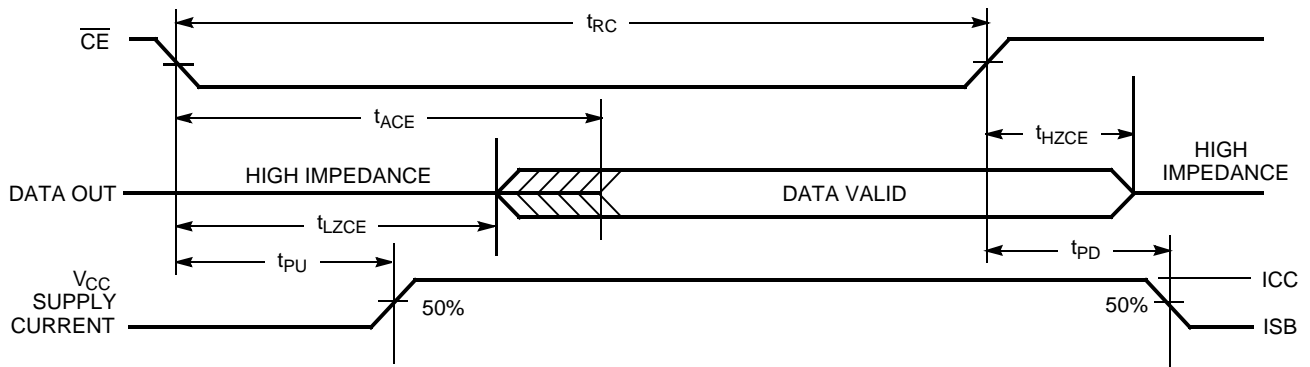 tRC
CE
tACE
tHZCE
HIGH IMPEDANCE
HIGH
IMPEDANCE
DATA OUT
DATA VALID
tLZCE
tPU
tPD
VCC
SUPPLY
CURRENT
50%
50%
ICC
ISB